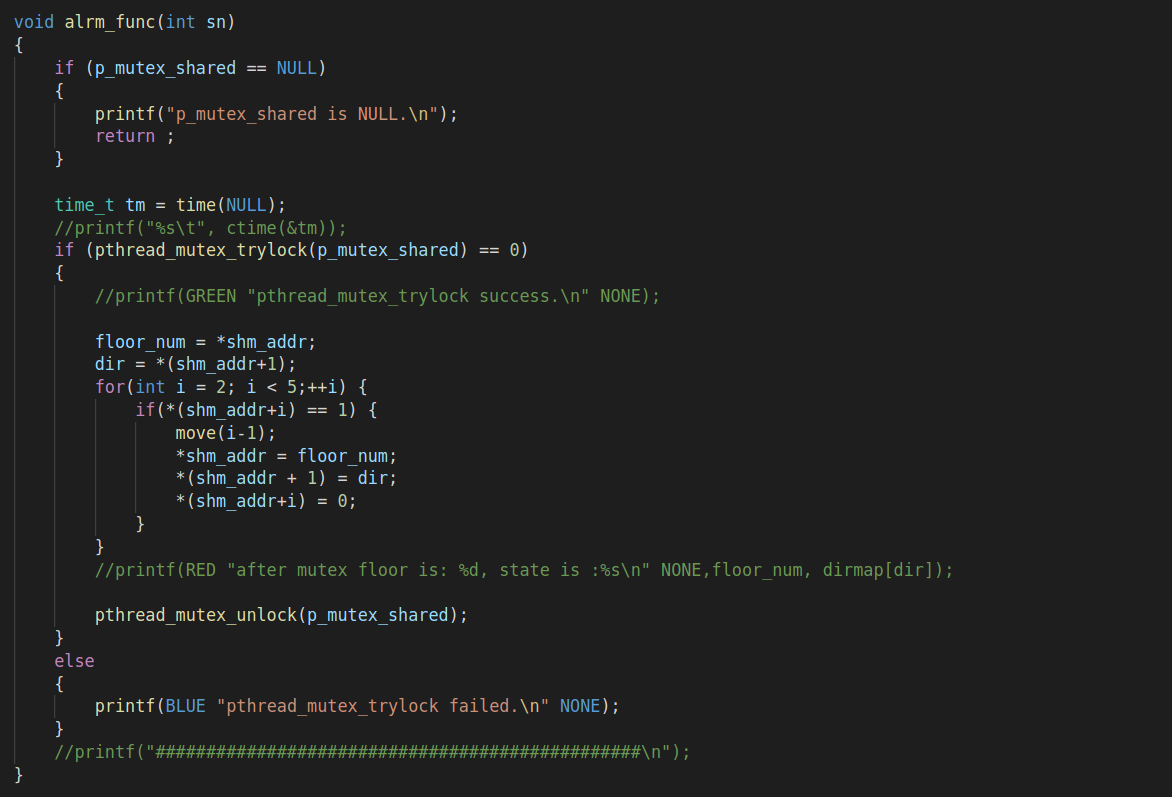 void alrm_func(int sn)
{
    if (p_mutex_shared == NULL)
    {
        printf("p_mutex_shared is NULL.\n");
        return ;
    }

    time_t tm = time(NULL);
    //printf("%s\t", ctime(&tm));
    if (pthread_mutex_trylock(p_mutex_shared) == 0)
    {
        //printf(GREEN "pthread_mutex_trylock success.\n" NONE);

        floor_num = *shm_addr;
        dir = *(shm_addr+1);
        for(int i = 2; i < 5;++i) {
            if(*(shm_addr+i) == 1) {
                move(i-1);
                *shm_addr = floor_num;
                *(shm_addr + 1) = dir;
                *(shm_addr+i) = 0;
            }
        }
        //printf(RED "after mutex floor is: %d, state is :%s\n" NONE,floor_num, dirmap[dir]);

        pthread_mutex_unlock(p_mutex_shared);
    }
    else
    {
        printf(BLUE "pthread_mutex_trylock failed.\n" NONE);
    }
    //printf("################################################\n");
}